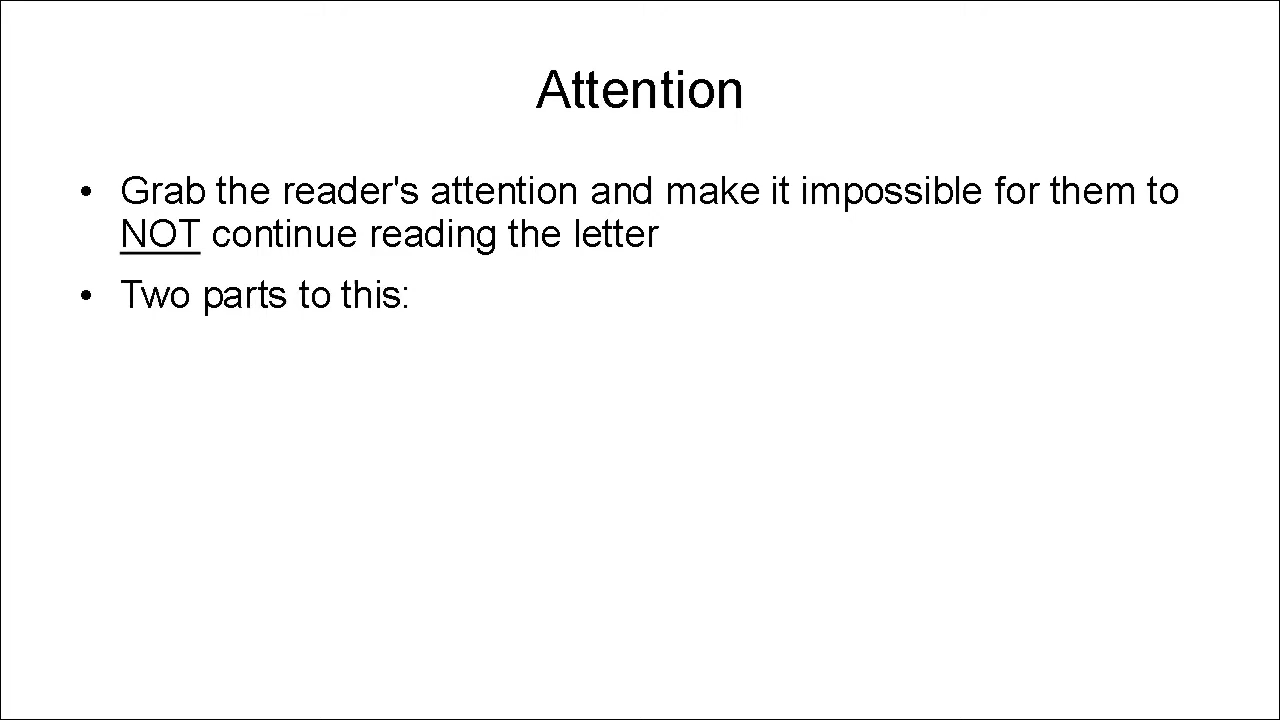 Attention
• Grab the reader's attention and make it impossible for them to
NOT continue reading the letter
• Two parts to this: